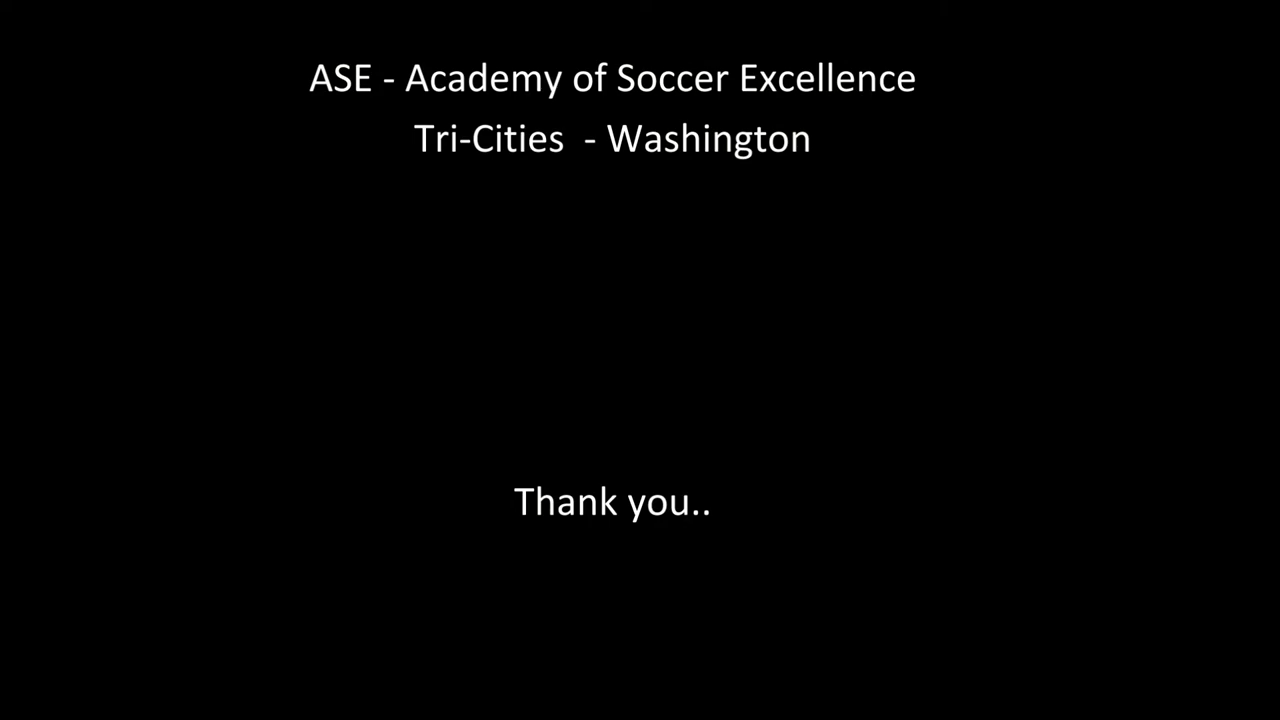 ASE - Academy of Soccer Excellence
Tri-Cities  - Washington
Thank you..